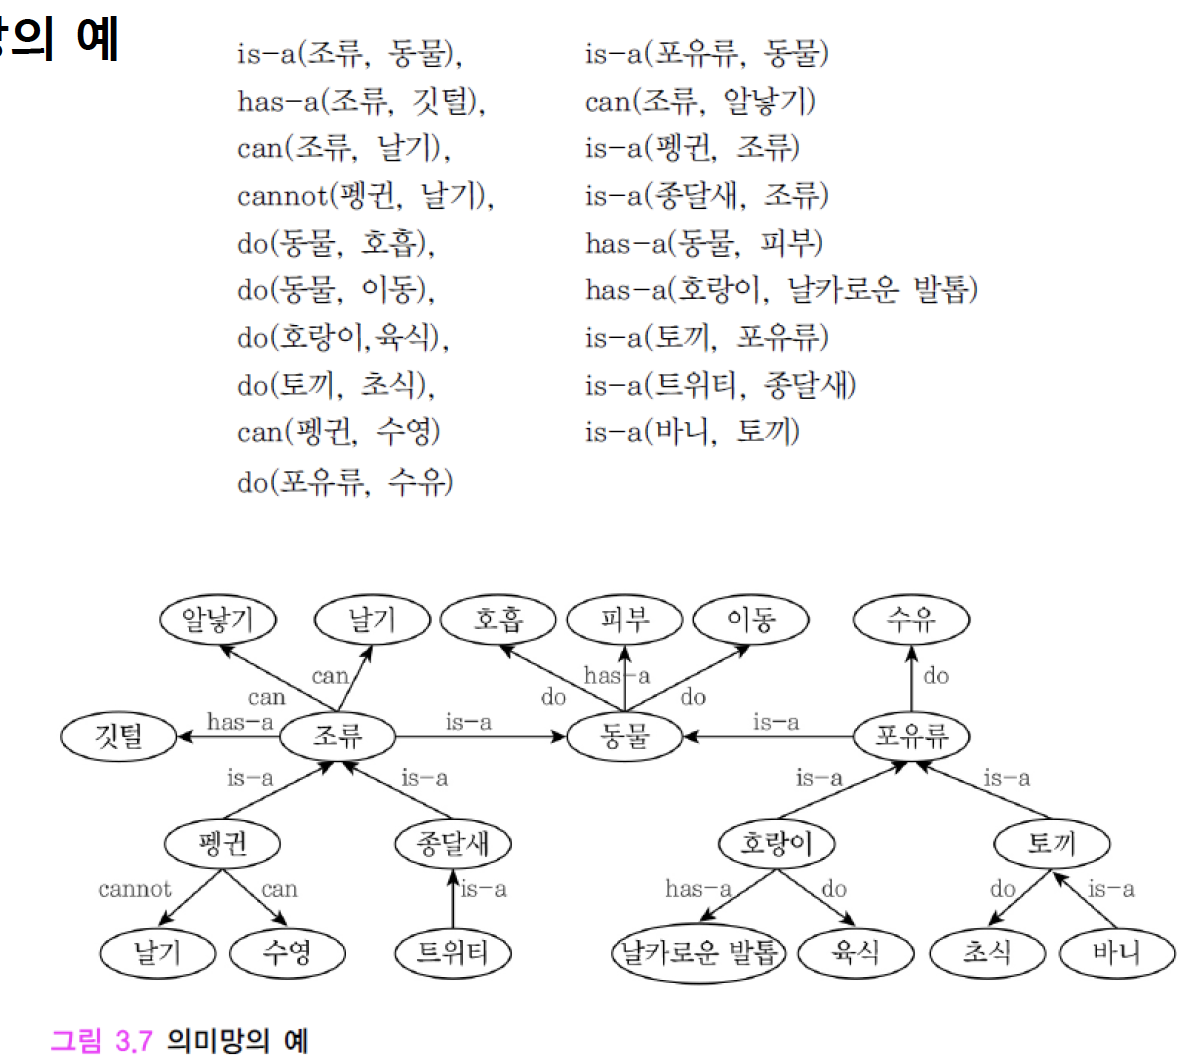 의 예
is-a(조류, 동물), is-a(포유류, 동물)
has-a(조류, 깃털), can(조류, 알낳기)
can(조류, 날기), is-a(펭귄, 조류)
cannot(펭귄, 날기), is-a(종달새, 조류)
do(동물, 호흡), has-a(동물, 피부)
do(동물, 이동), has-a(호랑이, 날카로운 발톱)
do(호랑이,육식), is-a(토끼, 포유류)
do(토끼, 초식), is-a(트위티, 종달새)
can(펭귄, 수영) is-a(바니, 토끼)
do(포유류, 수유)
알낳기 날기 호흡 피부 이동 수유
can can do has-a do do
깃털 has-a 조류 is-a 동물 is-a 포유류
is-a is-a is-a is-a
펭귄 종달새 호랑이 토끼
cannot can is-a has-a do do is-a
날기 수영 트위티 날카로운 발톱 육식 초식 바니
그림 3.7 의미망의 예